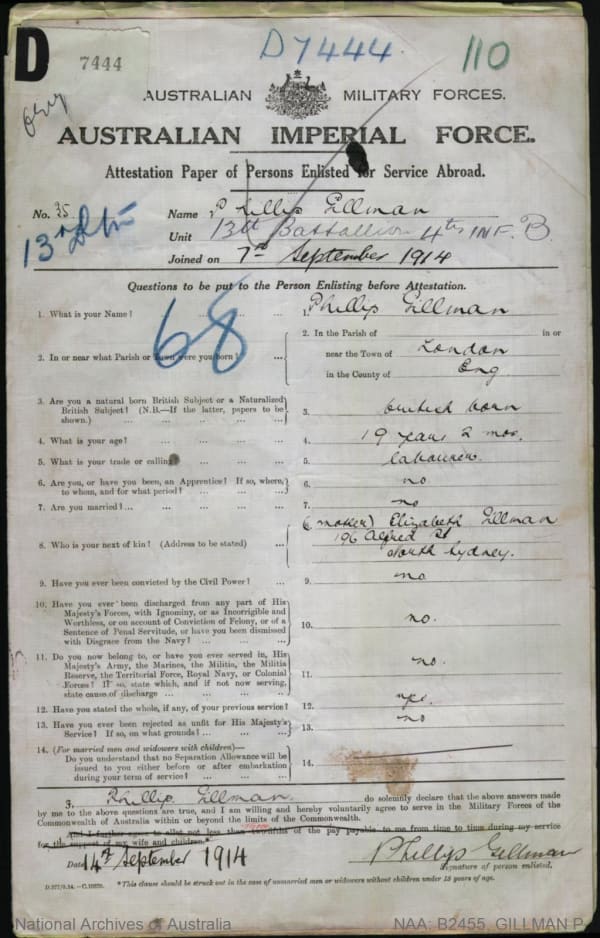 D
7444
D7444.
110
AUSTRALIAN MILITARY FORCES.
AUSTRALIAN IMPERIAL FORCE.
Attestation Paper of Persons Enlisted for Service Abroad.
No. 35
Name Phillip Gillman
13th Btn
Unit 13th Battallion 4th INF. B.
Joined on 7th September 1914
Questions to be put to the Person Enlisting before Attestation.
1. What is your Name? ... ... 1. Phillip Gillman
68
2. In or near what Parish or Town were you born? ...
2. In the Parish of in or
near the Town of London
in the County of Eng
3. Are you a natural born British Subject or a Naturalized
British Subject? (N.B.—If the latter, papers to be
shown.) ... ... ... 3. british born
4. What is your age? ... ... ... 4. 19 years 2 mos.
5. What is your trade or calling ... ... 5. labourer.
6. Are you, or have you been, an Apprentice? If so, where,
to whom, and for what period? ... ... 6. no
7. Are you married?... ... ... ... 7. no
8. Who is your next of kin? (Address to be stated) ...
8. (mother) Elizabeth Gillman
196 Alfred St
North Sydney.
9. Have you ever been convicted by the Civil Power? ... 9. no
10. Have you ever been discharged from any part of His
Majesty's Forces, with Ignominy, or as Incorrigible and
Worthless, or on account of Conviction of Felony, or of a
Sentence of Penal Servitude, or have you been dismissed
with Disgrace from the Navy? ... ... 10. no.
11. Do you now belong to, or have you ever served in, His
Majesty's Army, the Marines, the Militia, the Militia
Reserve, the Territorial Force, Royal Navy, or Colonial
Forces? If so, state which, and if not now serving,
state cause of discharge ... ... ... 11. no.
12. Have you stated the whole, if any, of your previous service? 12. yes.
13. Have you ever been rejected as unfit for His Majesty's
Service? If so, on what grounds? ... ... 13. no
14. (For married men and widowers with children)—
Do you understand that no Separation Allowance will be
issued to you either before or after embarkation
during your term of service? ... ... 14.
I, Phillip Gillman. do solemnly declare that the above answers made
by me to the above questions are true, and I am willing and hereby voluntarily agree to serve in the Military Forces of the
Commonwealth of Australia within or beyond the limits of the Commonwealth.
And I further agree to allot not less than of the pay payable to me from time to time during my service
for the support of my wife and children.*
Date 14th September 1914
Phillip Gillman
Signature of person enlisted.
*This clause should be struck out in the case of unmarried men or widowers without children under 18 years of age.
National Archives of Australia
NAA: B2455, GILLMAN P